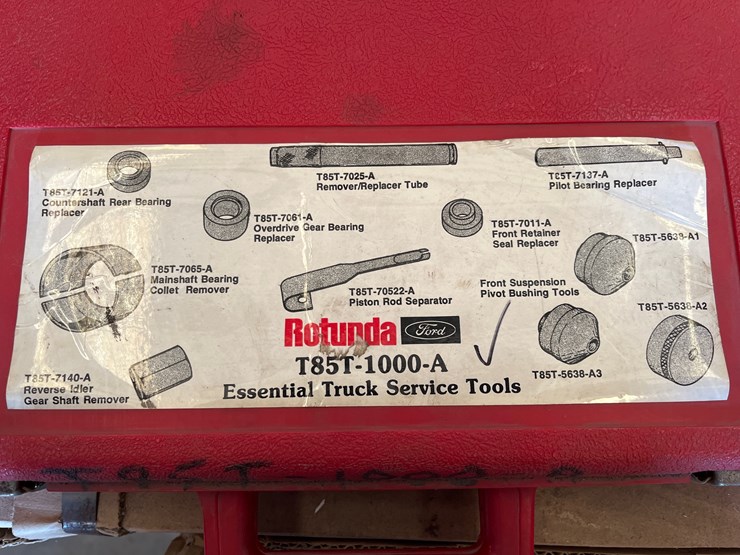 T85T-7121-A
Countershaft Rear Bearing
Replacer
T85T-7025-A
Remover/Replacer Tube
T85T-7137-A
Pilot Bearing Replacer
T85T-7061-A
Overdrive Gear Bearing
Replacer
T85T-7011-A
Front Retainer
Seal Replacer
T85T-5638-A1
T85T-7065-A
Mainshaft Bearing
Collet Remover
T85T-70522-A
Piston Rod Separator
Front Suspension
Pivot Bushing Tools
T85T-5638-A2
Rotunda Ford
T85T-1000-A
Essential Truck Service Tools
T85T-5638-A3
T85T-7140-A
Reverse Idler
Gear Shaft Remover
T85T-1000-A